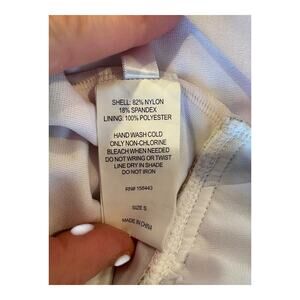 SHELL: 82% NYLON
18% SPANDEX
LINING: 100% POLYESTER
HAND WASH COLD
ONLY NON-CHLORINE
BLEACH WHEN NEEDED
DO NOT WRING OR TWIST
LINE DRY IN SHADE
DO NOT IRON
RN# 158443
SIZE S
MADE IN CHINA